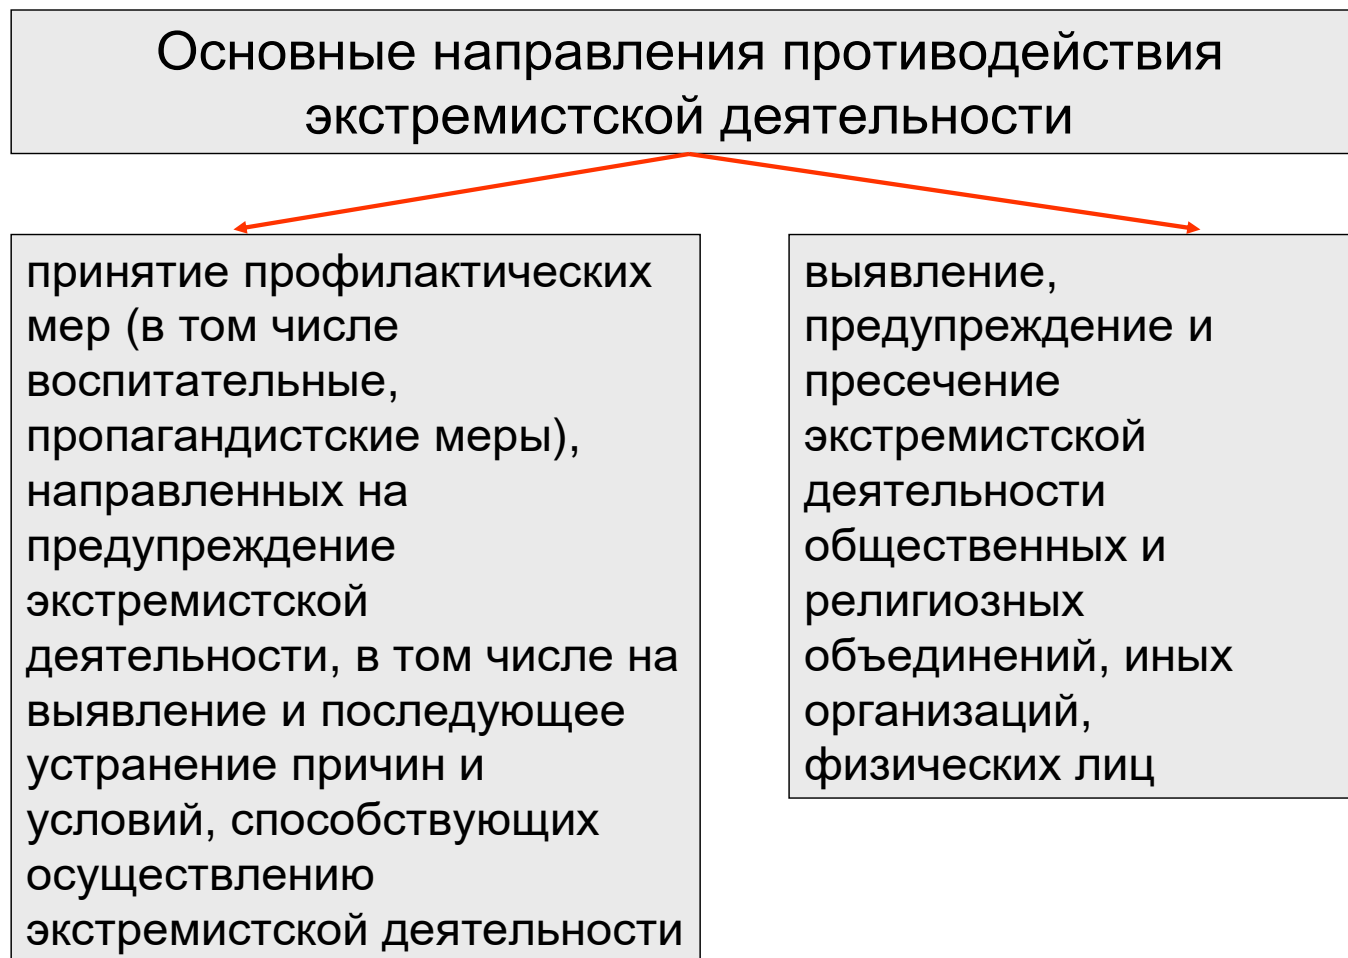 Основные направления противодействия
экстремистской деятельности
принятие профилактических
мер (в том числе
воспитательные,
пропагандистские меры),
направленных на
предупреждение
экстремистской
деятельности, в том числе на
выявление и последующее
устранение причин и
условий, способствующих
осуществлению
экстремистской деятельности
выявление,
предупреждение и
пресечение
экстремистской
деятельности
общественных и
религиозных
объединений, иных
организаций,
физических лиц